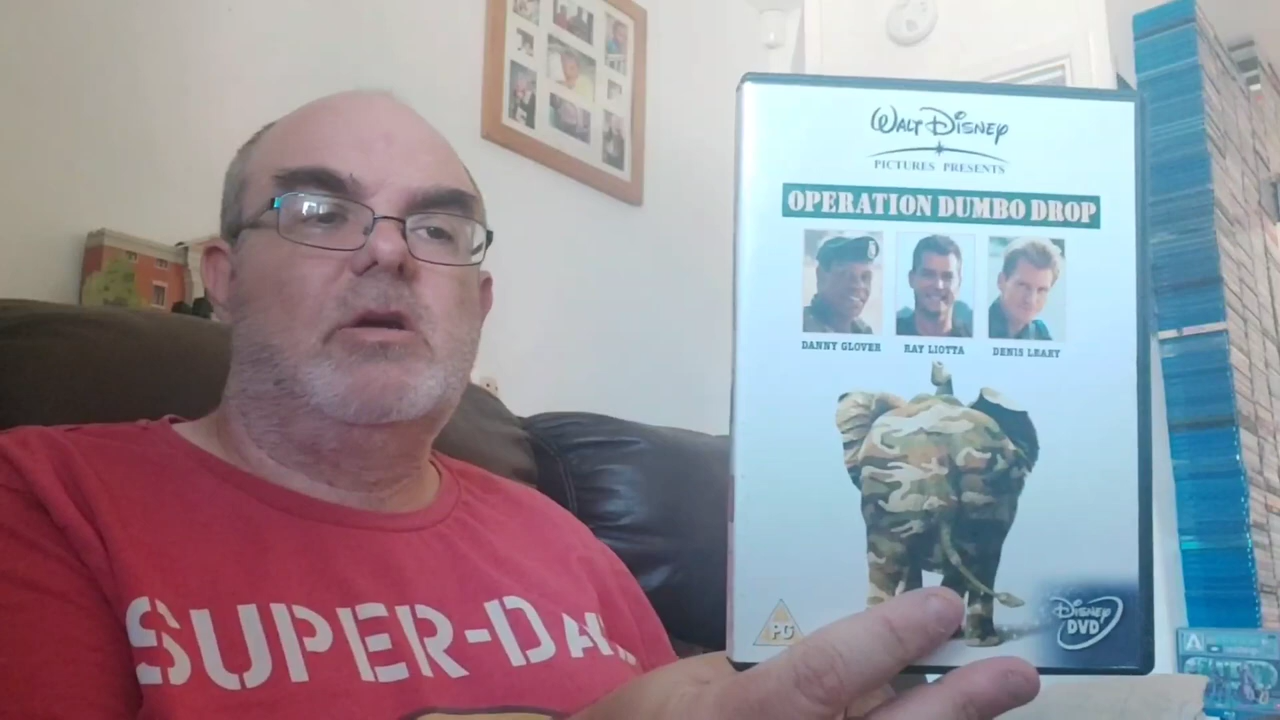 WALT DISNEY
PICTURES PRESENTS
OPERATION DUMBO DROP
DANNY GLOVER
RAY LIOTTA
DENIS LEARY
PG
DISNEY
DVD
SUPER-DA